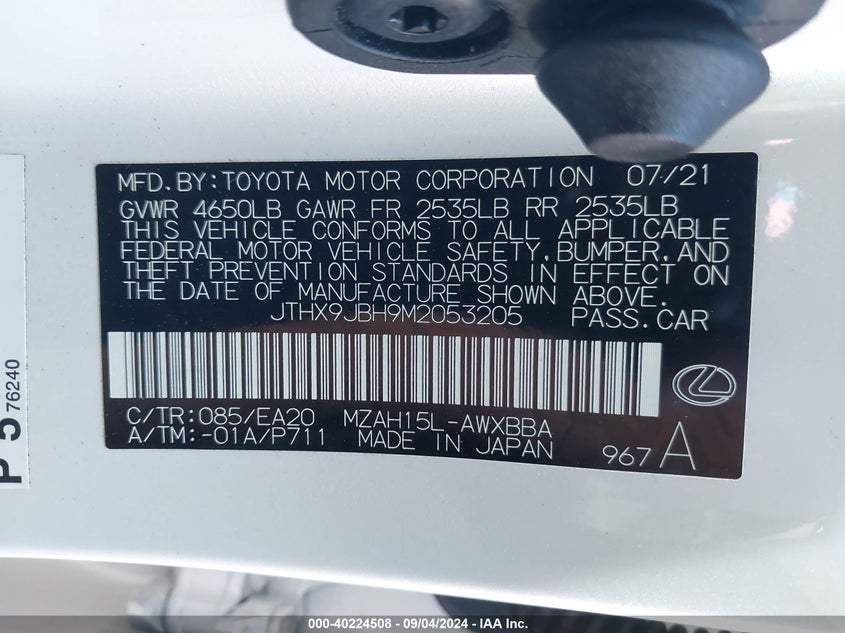 MFD.BY:TOYOTA MOTOR CORPORATION 07/21
GVWR 4650LB GAWR FR 2535LB RR 2535LB
THIS VEHICLE CONFORMS TO ALL APPLICABLE
FEDERAL MOTOR VEHICLE SAFETY,BUMPER,AND
THEFT PREVENTION STANDARDS IN EFFECT ON
THE DATE OF MANUFACTURE SHOWN ABOVE.
JTHX9JBH9M2053205 PASS.CAR
C/TR:085/EA20 MZAH15L-AWXBBA
A/TM:-01A/P711 MADE IN JAPAN
967 A
P 5 76240
000-40224508 - 09/04/2024 - IAA Inc.